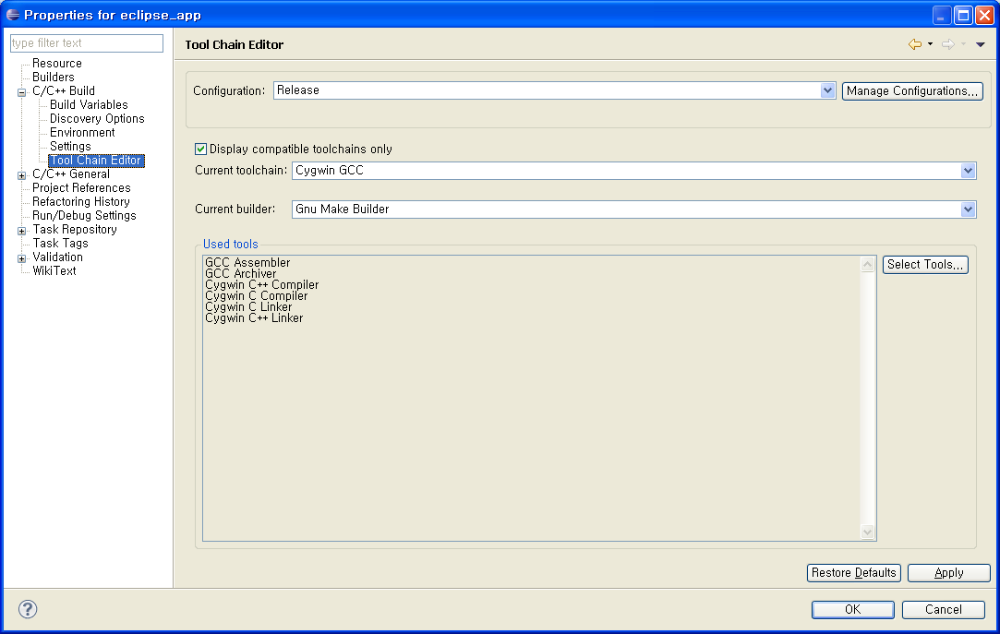 Properties for eclipse_app
type filter text
Resource
Builders
C/C++ Build
Build Variables
Discovery Options
Environment
Settings
Tool Chain Editor
C/C++ General
Project References
Refactoring History
Run/Debug Settings
Task Repository
Task Tags
Validation
WikiText
Tool Chain Editor
Configuration: Release Manage Configurations...
Display compatible toolchains only
Current toolchain: Cygwin GCC
Current builder: Gnu Make Builder
Used tools
GCC Assembler
GCC Archiver
Cygwin C++ Compiler
Cygwin C Compiler
Cygwin C Linker
Cygwin C++ Linker
Select Tools...
Restore Defaults Apply
? OK Cancel